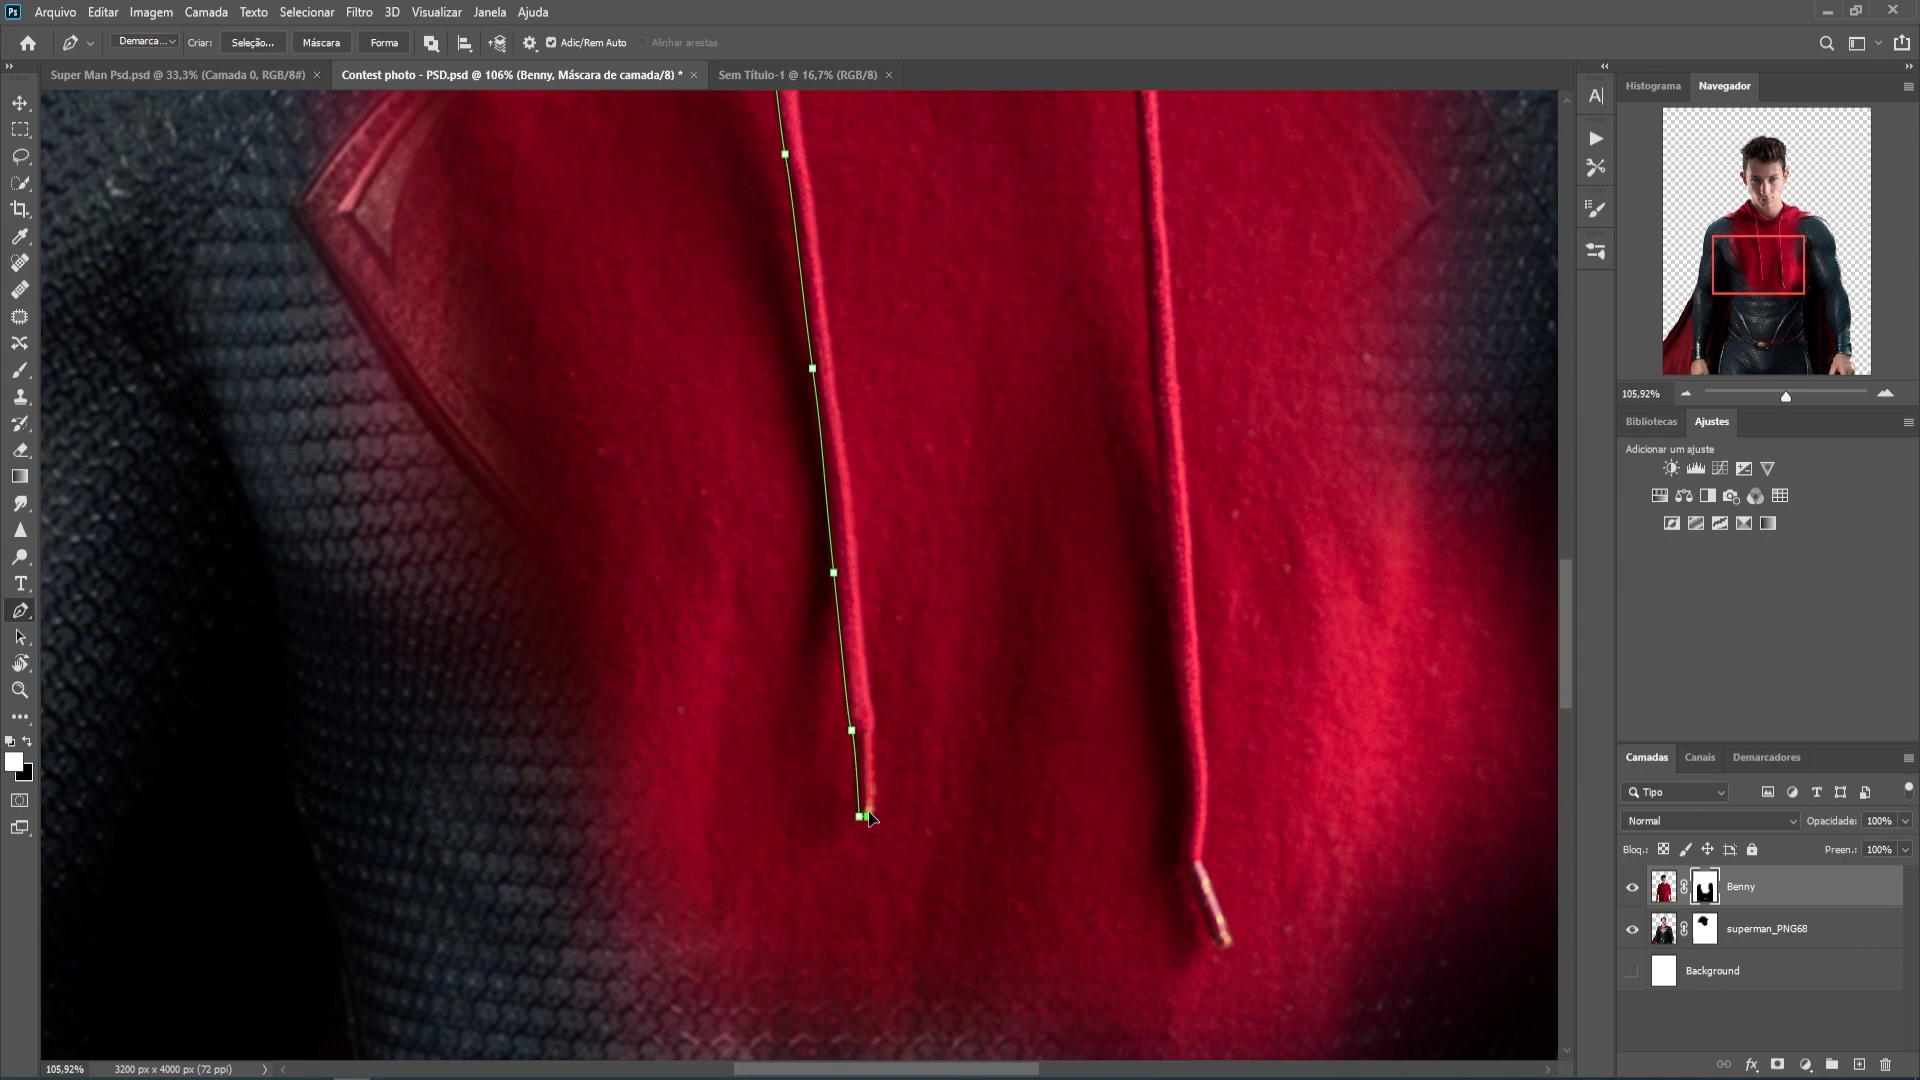 Ps Arquivo Editar Imagem Camada Texto Selecionar Filtro 3D Visualizar Janela Ajuda
Demarca... Criar: Seleção... Máscara Forma Adic/Rem Auto Alinhar arestas
Super Man Psd.psd @ 33,3% (Camada 0, RGB/8#) × Contest photo - PSD.psd @ 106% (Benny, Máscara de camada/8) * × Sem Título-1 @ 16,7% (RGB/8) ×
Histograma Navegador
105,92%
Bibliotecas Ajustes
Adicionar um ajuste
Camadas Canais Demarcadores
Tipo
Normal Opacidade: 100%
Bloq.: Preen.: 100%
Benny
superman_PNG68
Background
105,92% 3200 px x 4000 px (72 ppi)